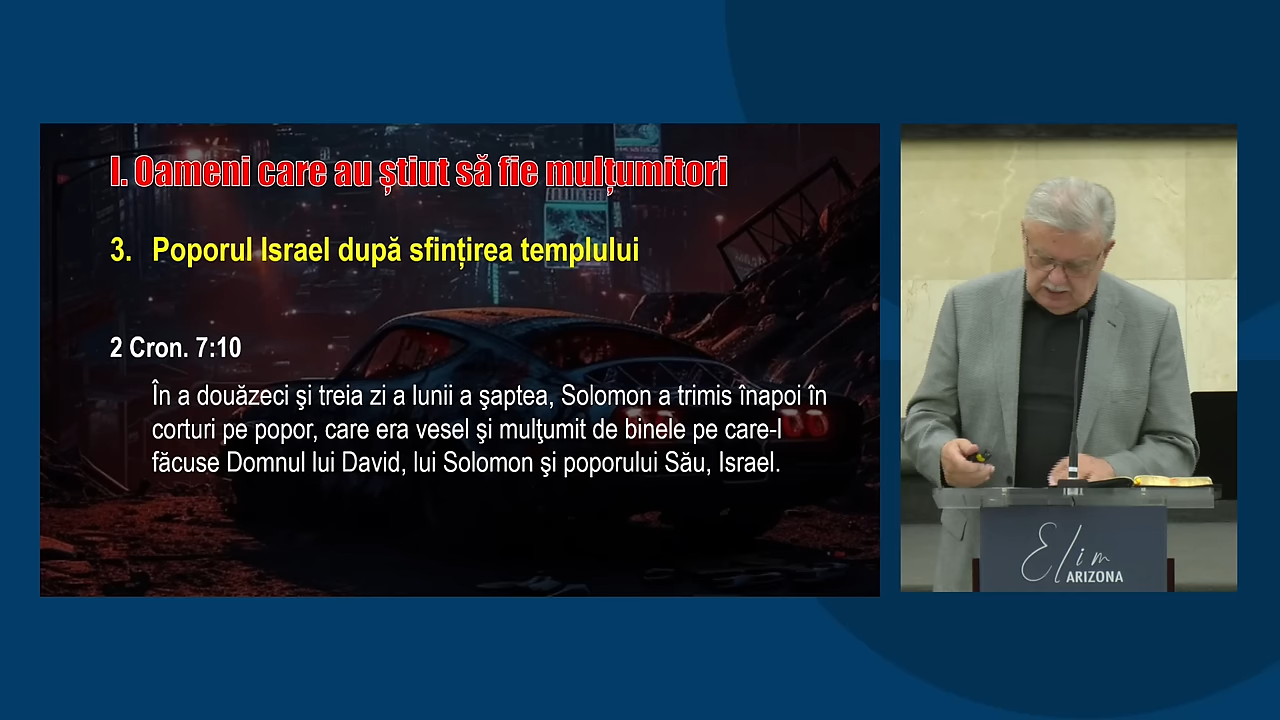 I. Oameni care au știut să fie mulțumitori
3. Poporul Israel după sfințirea templului
2 Cron. 7:10
În a douăzeci şi treia zi a lunii a şaptea, Solomon a trimis înapoi în
corturi pe popor, care era vesel şi mulţumit de binele pe care-l
făcuse Domnul lui David, lui Solomon şi poporului Său, Israel.
Elim
ARIZONA